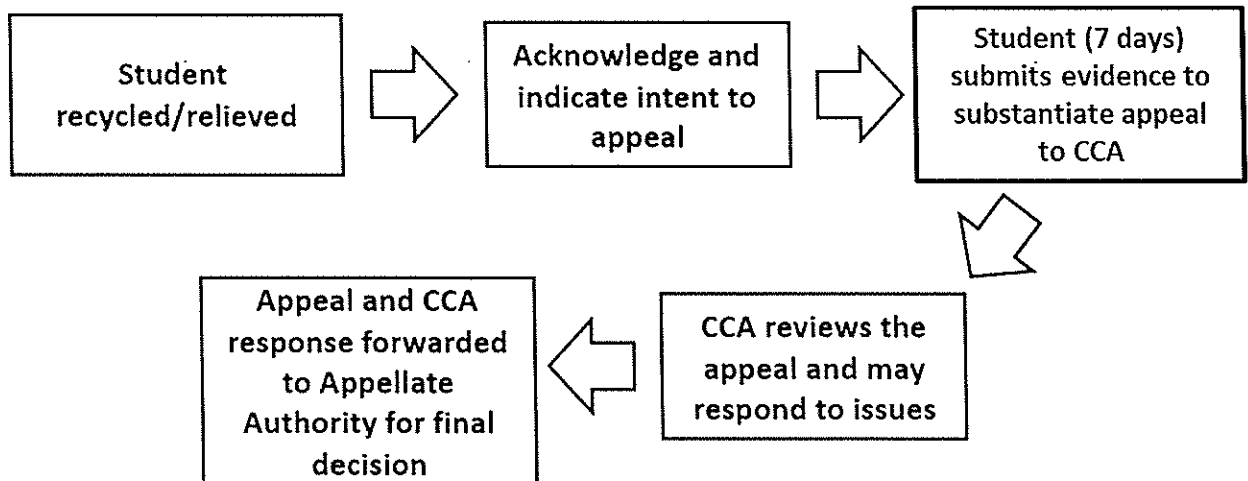 Student
recycled/relieved
Acknowledge and
indicate intent to
appeal
Student (7 days)
submits evidence to
substantiate appeal
to CCA
CCA reviews the
appeal and may
respond to issues
Appeal and CCA
response forwarded
to Appellate
Authority for final
decision